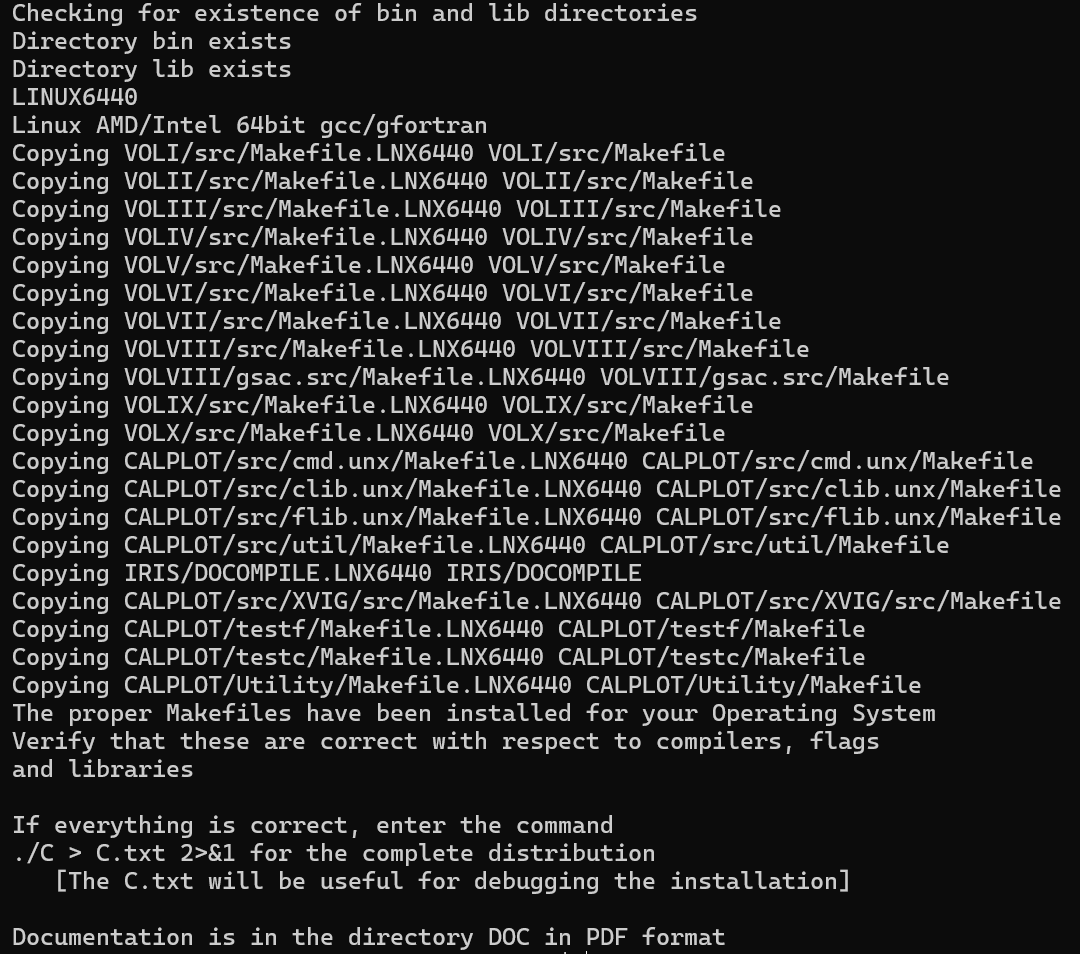 Checking for existence of bin and lib directories
Directory bin exists
Directory lib exists
LINUX6440
Linux AMD/Intel 64bit gcc/gfortran
Copying VOLI/src/Makefile.LNX6440 VOLI/src/Makefile
Copying VOLII/src/Makefile.LNX6440 VOLII/src/Makefile
Copying VOLIII/src/Makefile.LNX6440 VOLIII/src/Makefile
Copying VOLIV/src/Makefile.LNX6440 VOLIV/src/Makefile
Copying VOLV/src/Makefile.LNX6440 VOLV/src/Makefile
Copying VOLVI/src/Makefile.LNX6440 VOLVI/src/Makefile
Copying VOLVII/src/Makefile.LNX6440 VOLVII/src/Makefile
Copying VOLVIII/src/Makefile.LNX6440 VOLVIII/src/Makefile
Copying VOLVIII/gsac.src/Makefile.LNX6440 VOLVIII/gsac.src/Makefile
Copying VOLIX/src/Makefile.LNX6440 VOLIX/src/Makefile
Copying VOLX/src/Makefile.LNX6440 VOLX/src/Makefile
Copying CALPLOT/src/cmd.unx/Makefile.LNX6440 CALPLOT/src/cmd.unx/Makefile
Copying CALPLOT/src/clib.unx/Makefile.LNX6440 CALPLOT/src/clib.unx/Makefile
Copying CALPLOT/src/flib.unx/Makefile.LNX6440 CALPLOT/src/flib.unx/Makefile
Copying CALPLOT/src/util/Makefile.LNX6440 CALPLOT/src/util/Makefile
Copying IRIS/DOCOMPILE.LNX6440 IRIS/DOCOMPILE
Copying CALPLOT/src/XVIG/src/Makefile.LNX6440 CALPLOT/src/XVIG/src/Makefile
Copying CALPLOT/testf/Makefile.LNX6440 CALPLOT/testf/Makefile
Copying CALPLOT/testc/Makefile.LNX6440 CALPLOT/testc/Makefile
Copying CALPLOT/Utility/Makefile.LNX6440 CALPLOT/Utility/Makefile
The proper Makefiles have been installed for your Operating System
Verify that these are correct with respect to compilers, flags
and libraries

If everything is correct, enter the command
./C > C.txt 2>&1 for the complete distribution
   [The C.txt will be useful for debugging the installation]

Documentation is in the directory DOC in PDF format